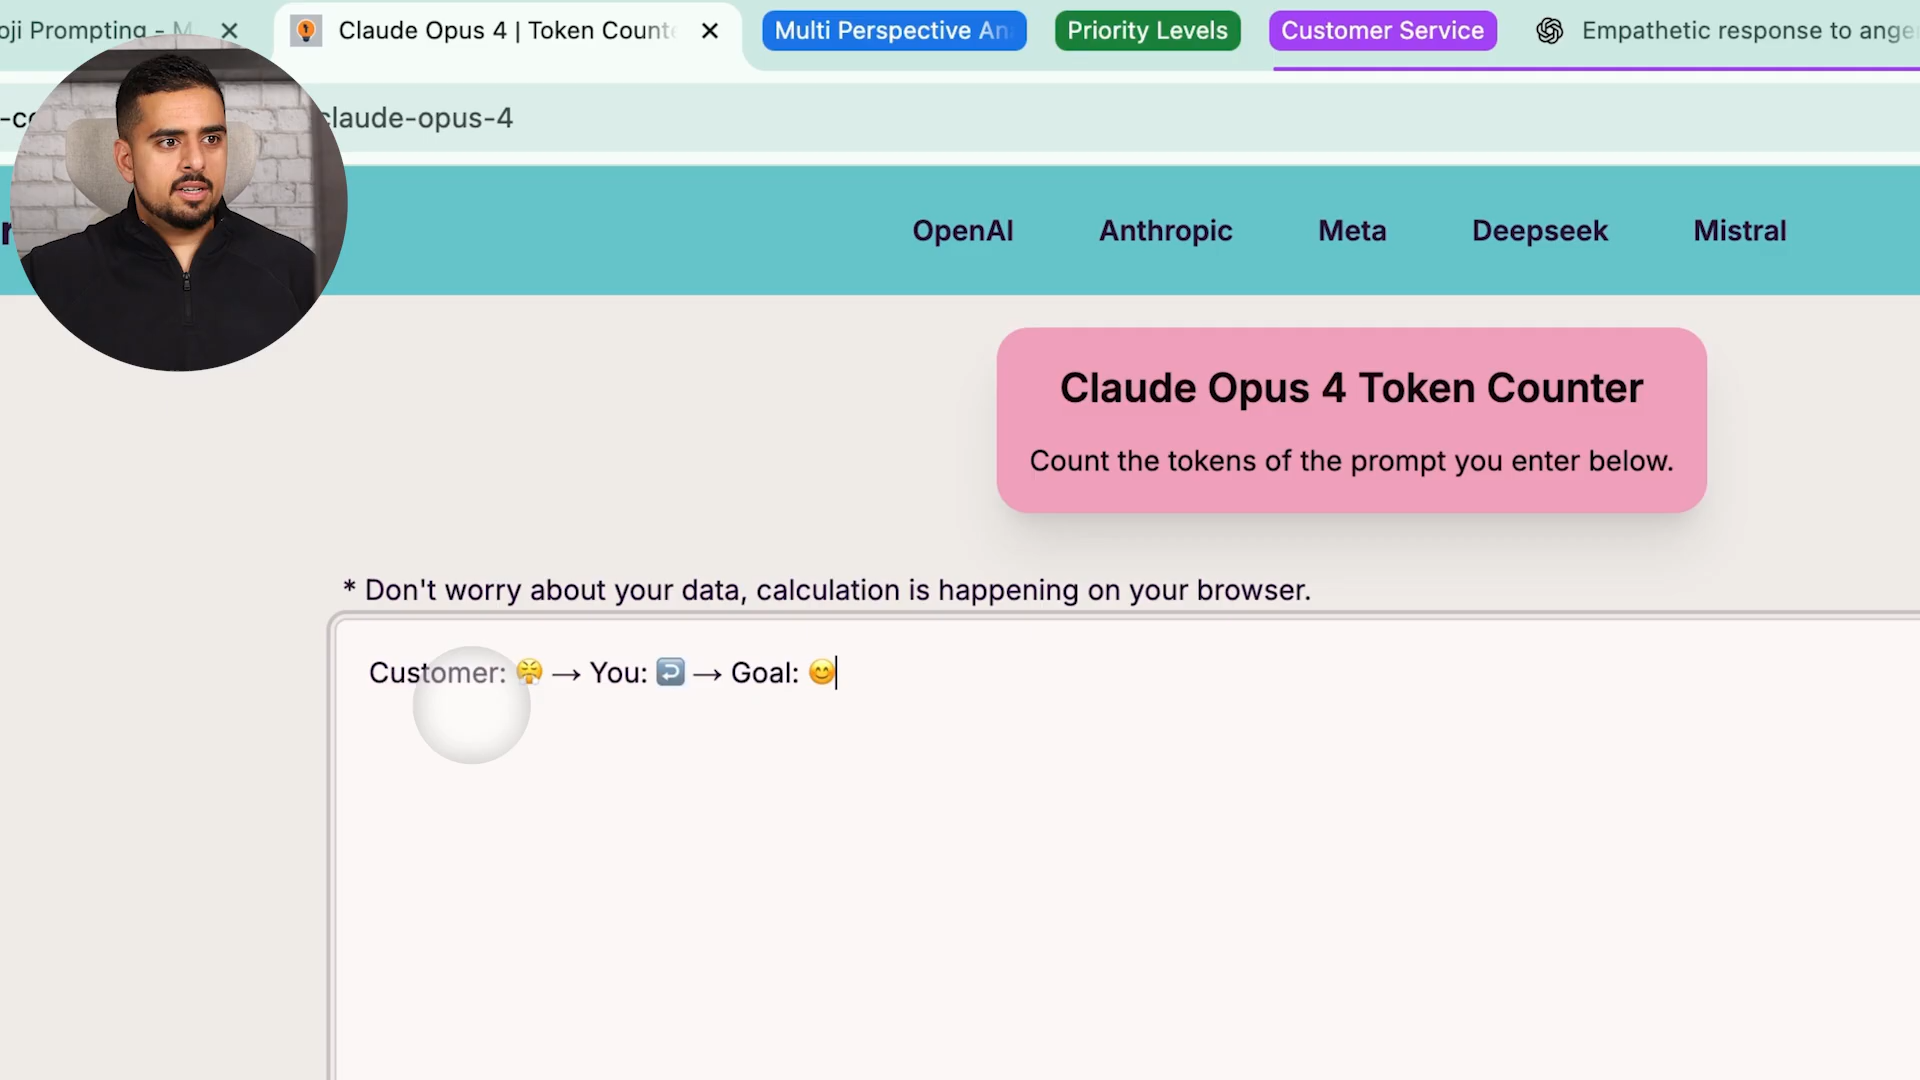 oji Prompting - M
Claude Opus 4 | Token Count
Multi Perspective An
Priority Levels
Customer Service
Empathetic response to ange
claude-opus-4
OpenAI
Anthropic
Meta
Deepseek
Mistral
Claude Opus 4 Token Counter
Count the tokens of the prompt you enter below.
* Don't worry about your data, calculation is happening on your browser.
Customer: 😤 → You: ↩️ → Goal: 😊